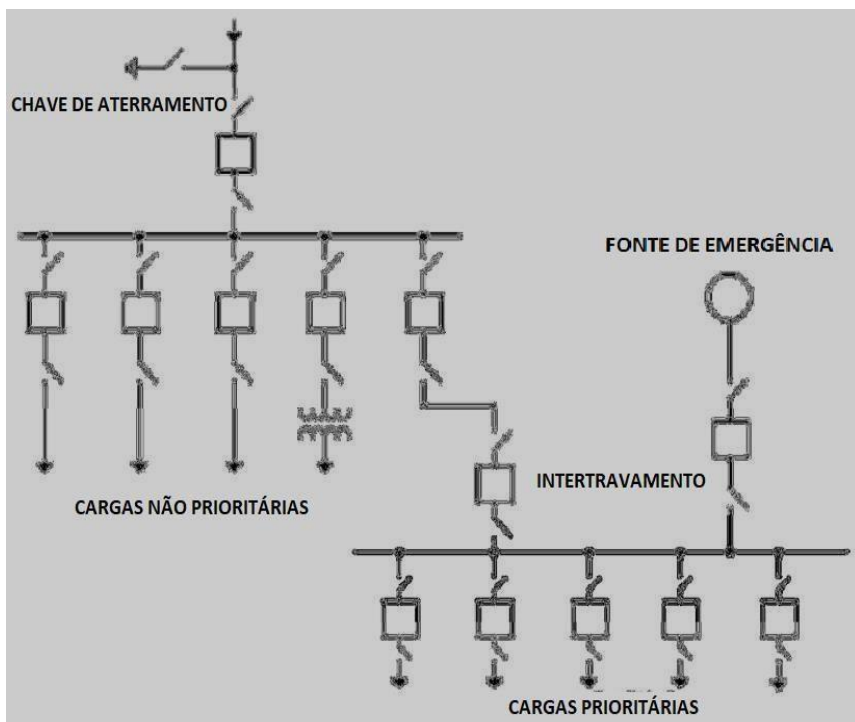 CHAVE DE ATERRAMENTO
FONTE DE EMERGÊNCIA
INTERTRAVAMENTO
CARGAS NÃO PRIORITÁRIAS
CARGAS PRIORITÁRIAS